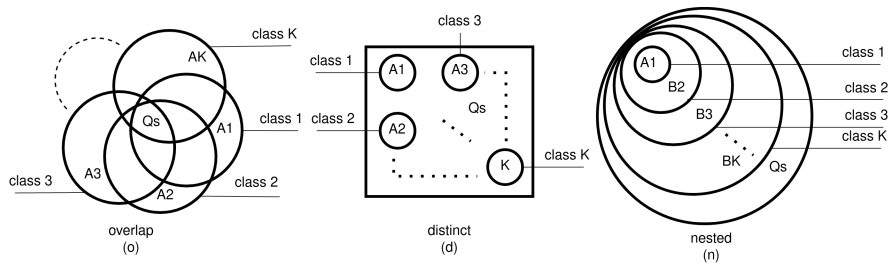 class K
AK
Qs
A1
class 1
A3
class 3
A2
class 2
overlap
(o)
class 3
class 1
A1
A3
Qs
class 2
A2
K
class K
distinct
(d)
A1
class 1
B2
class 2
B3
class 3
class K
BK
Qs
nested
(n)